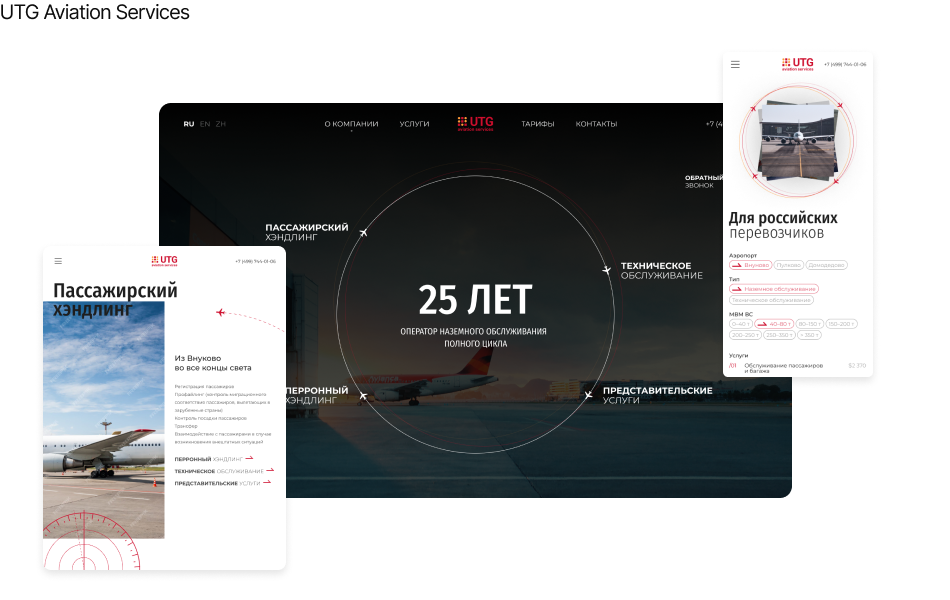 UTG Aviation Services
RU EN ZH
О КОМПАНИИ
УСЛУГИ
UTG
aviation services
ТАРИФЫ
КОНТАКТЫ
+7 (4
ОБРАТНЫЙ
ЗВОНОК
ПАССАЖИРСКИЙ
ХЭНДЛИНГ
ТЕХНИЧЕСКОЕ
ОБСЛУЖИВАНИЕ
25 ЛЕТ
ОПЕРАТОР НАЗЕМНОГО ОБСЛУЖИВАНИЯ
ПОЛНОГО ЦИКЛА
ПЕРРОННЫЙ
ХЭНДЛИНГ
ПРЕДСТАВИТЕЛЬСКИЕ
УСЛУГИ
UTG
aviation services
+7 (499) 744-01-06
Пассажирский
хэндлинг
Из Внуково
во все концы света
Регистрация пассажиров
Профайлинг (контроль миграционного
соответствия пассажиров, вылетающих в
зарубежные страны)
Контроль посадки пассажиров
Трансфер
Взаимодействие с пассажирами в случае
возникновения внештатных ситуаций
ПЕРРОННЫЙ ХЭНДЛИНГ
ТЕХНИЧЕСКОЕ ОБСЛУЖИВАНИЕ
ПРЕДСТАВИТЕЛЬСКИЕ УСЛУГИ
UTG
aviation services
+7 (499) 744-01-06
Для российских
перевозчиков
Аэропорт
Внуково Пулково Домодедово
Тип
Наземное обслуживание
Техническое обслуживание
МВМ ВС
0-40 т 40-80 т 80-130 т 150-200 т
200-250 т 250-350 т > 350 т
Услуги
/01 Обслуживание пассажиров $2 370
и багажа